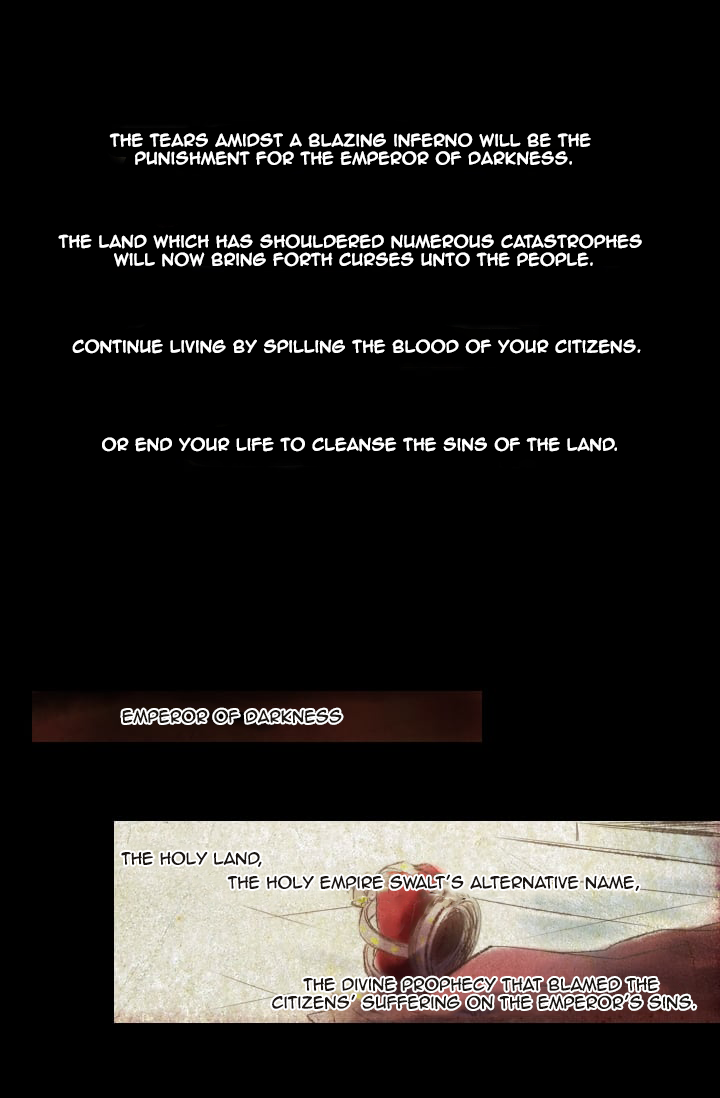 THE TEARS AMIDST A BLAZING INFERNO WILL BE THE
PUNISHMENT FOR THE EMPEROR OF DARKNESS.
THE LAND WHICH HAS SHOULDERED NUMEROUS CATASTROPHES
WILL NOW BRING FORTH CURSES UNTO THE PEOPLE.
CONTINUE LIVING BY SPILLING THE BLOOD OF YOUR CITIZENS.
OR END YOUR LIFE TO CLEANSE THE SINS OF THE LAND.
EMPEROR OF DARKNESS
THE HOLY LAND,
THE HOLY EMPIRE SWALT'S ALTERNATIVE NAME,
THE DIVINE PROPHECY THAT BLAMED THE
CITIZENS' SUFFERING ON THE EMPEROR'S SINS.